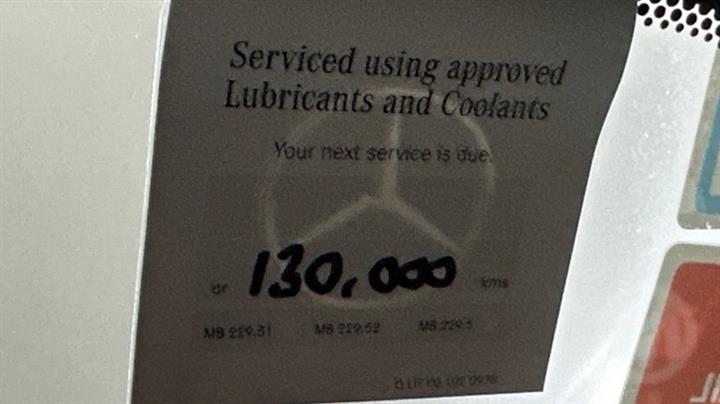 Serviced using approved
Lubricants and Coolants
Your next service is due:
or 130,000 kms
MB 229.31 MB 229.52 MB 229.5